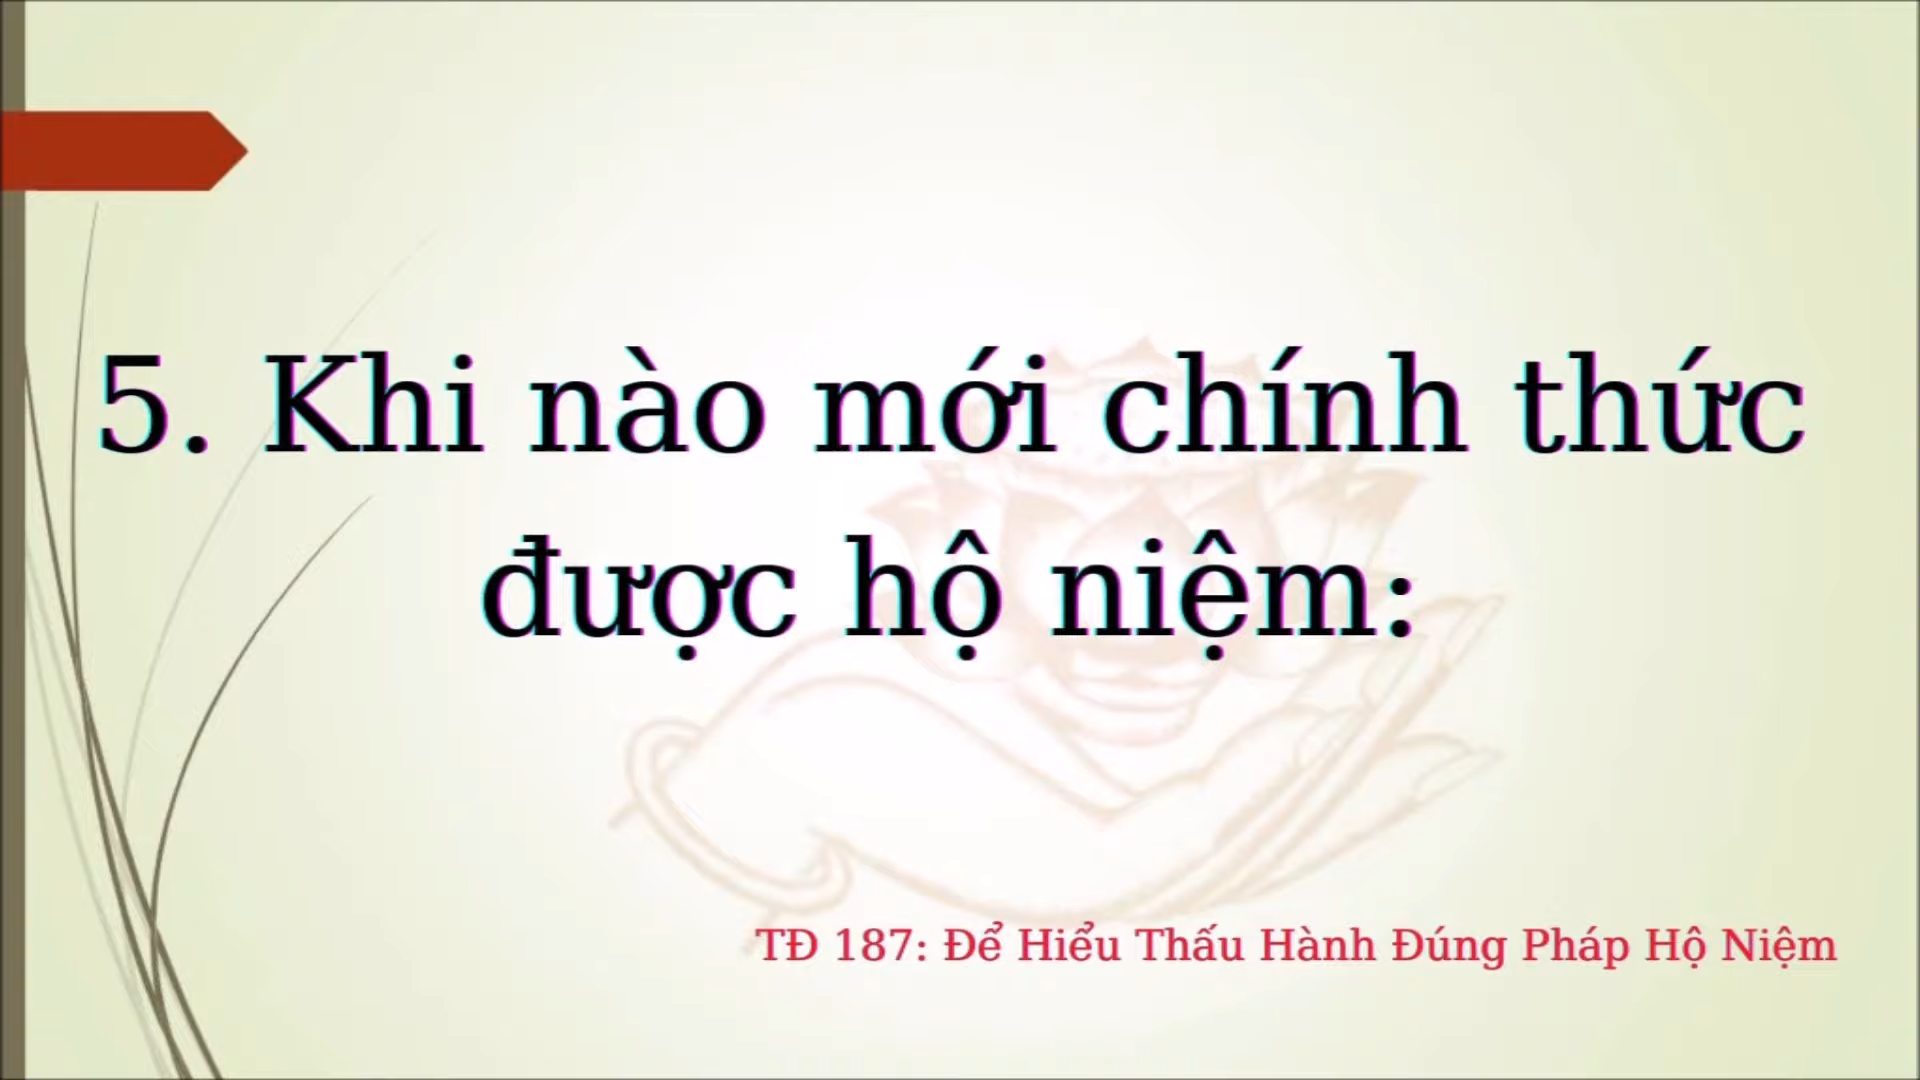 5. Khi nào mới chính thức
được hộ niệm:
TĐ 187: Để Hiểu Thấu Hành Đúng Pháp Hộ Niệm